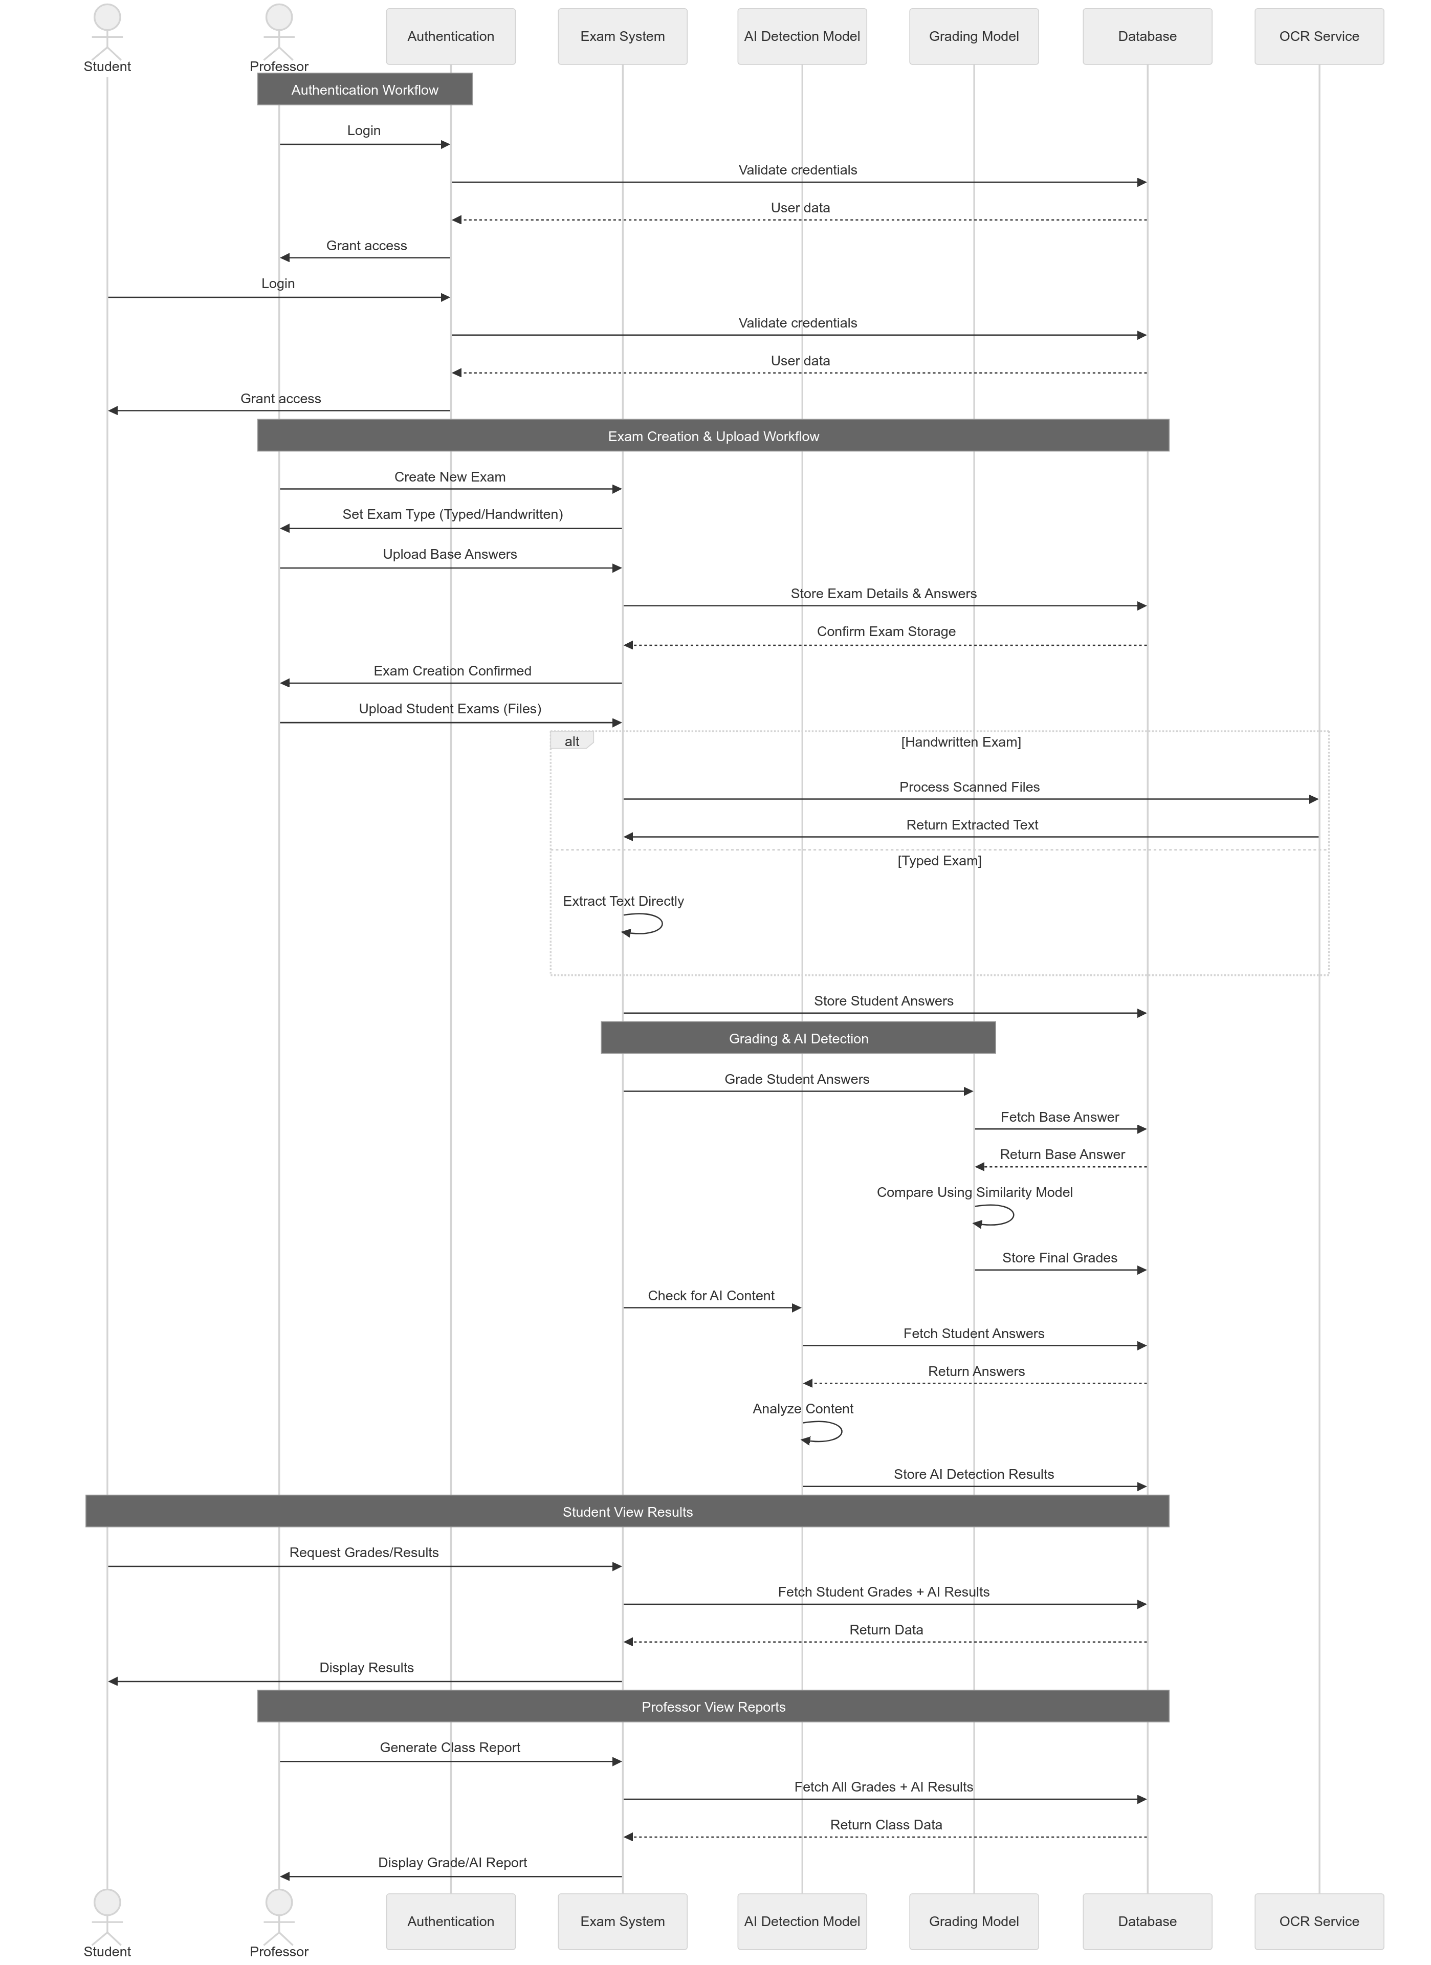 Student
Professor
Authentication
Exam System
AI Detection Model
Grading Model
Database
OCR Service
Authentication Workflow
Login
Validate credentials
User data
Grant access
Login
Validate credentials
User data
Grant access
Exam Creation & Upload Workflow
Create New Exam
Set Exam Type (Typed/Handwritten)
Upload Base Answers
Store Exam Details & Answers
Confirm Exam Storage
Exam Creation Confirmed
Upload Student Exams (Files)
alt
[Handwritten Exam]
Process Scanned Files
Return Extracted Text
[Typed Exam]
Extract Text Directly
Store Student Answers
Grading & AI Detection
Grade Student Answers
Fetch Base Answer
Return Base Answer
Compare Using Similarity Model
Store Final Grades
Check for AI Content
Fetch Student Answers
Return Answers
Analyze Content
Store AI Detection Results
Student View Results
Request Grades/Results
Fetch Student Grades + AI Results
Return Data
Display Results
Professor View Reports
Generate Class Report
Fetch All Grades + AI Results
Return Class Data
Display Grade/AI Report
Student
Professor
Authentication
Exam System
AI Detection Model
Grading Model
Database
OCR Service